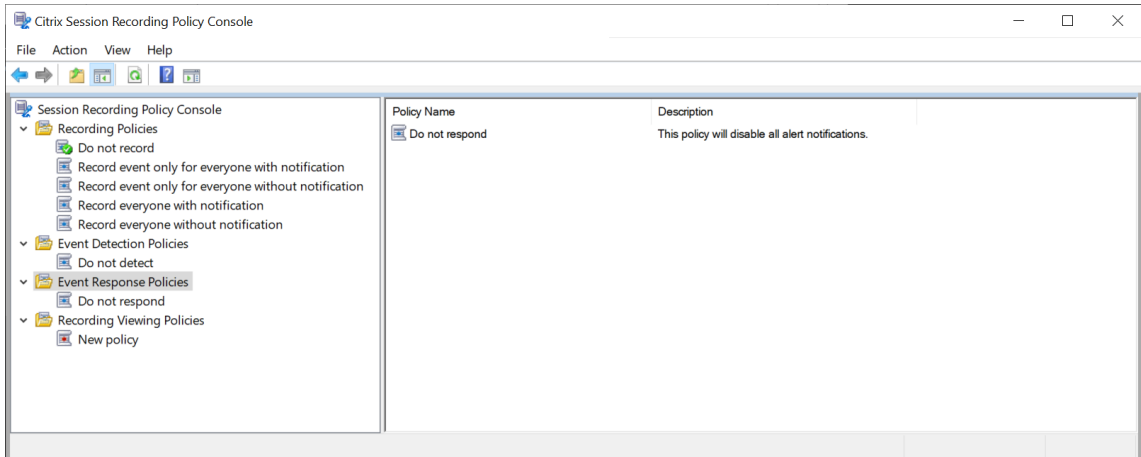 Citrix Session Recording Policy Console
File Action View Help
Session Recording Policy Console
Recording Policies
Do not record
Record event only for everyone with notification
Record event only for everyone without notification
Record everyone with notification
Record everyone without notification
Event Detection Policies
Do not detect
Event Response Policies
Do not respond
Recording Viewing Policies
New policy
Policy Name Description
Do not respond This policy will disable all alert notifications.